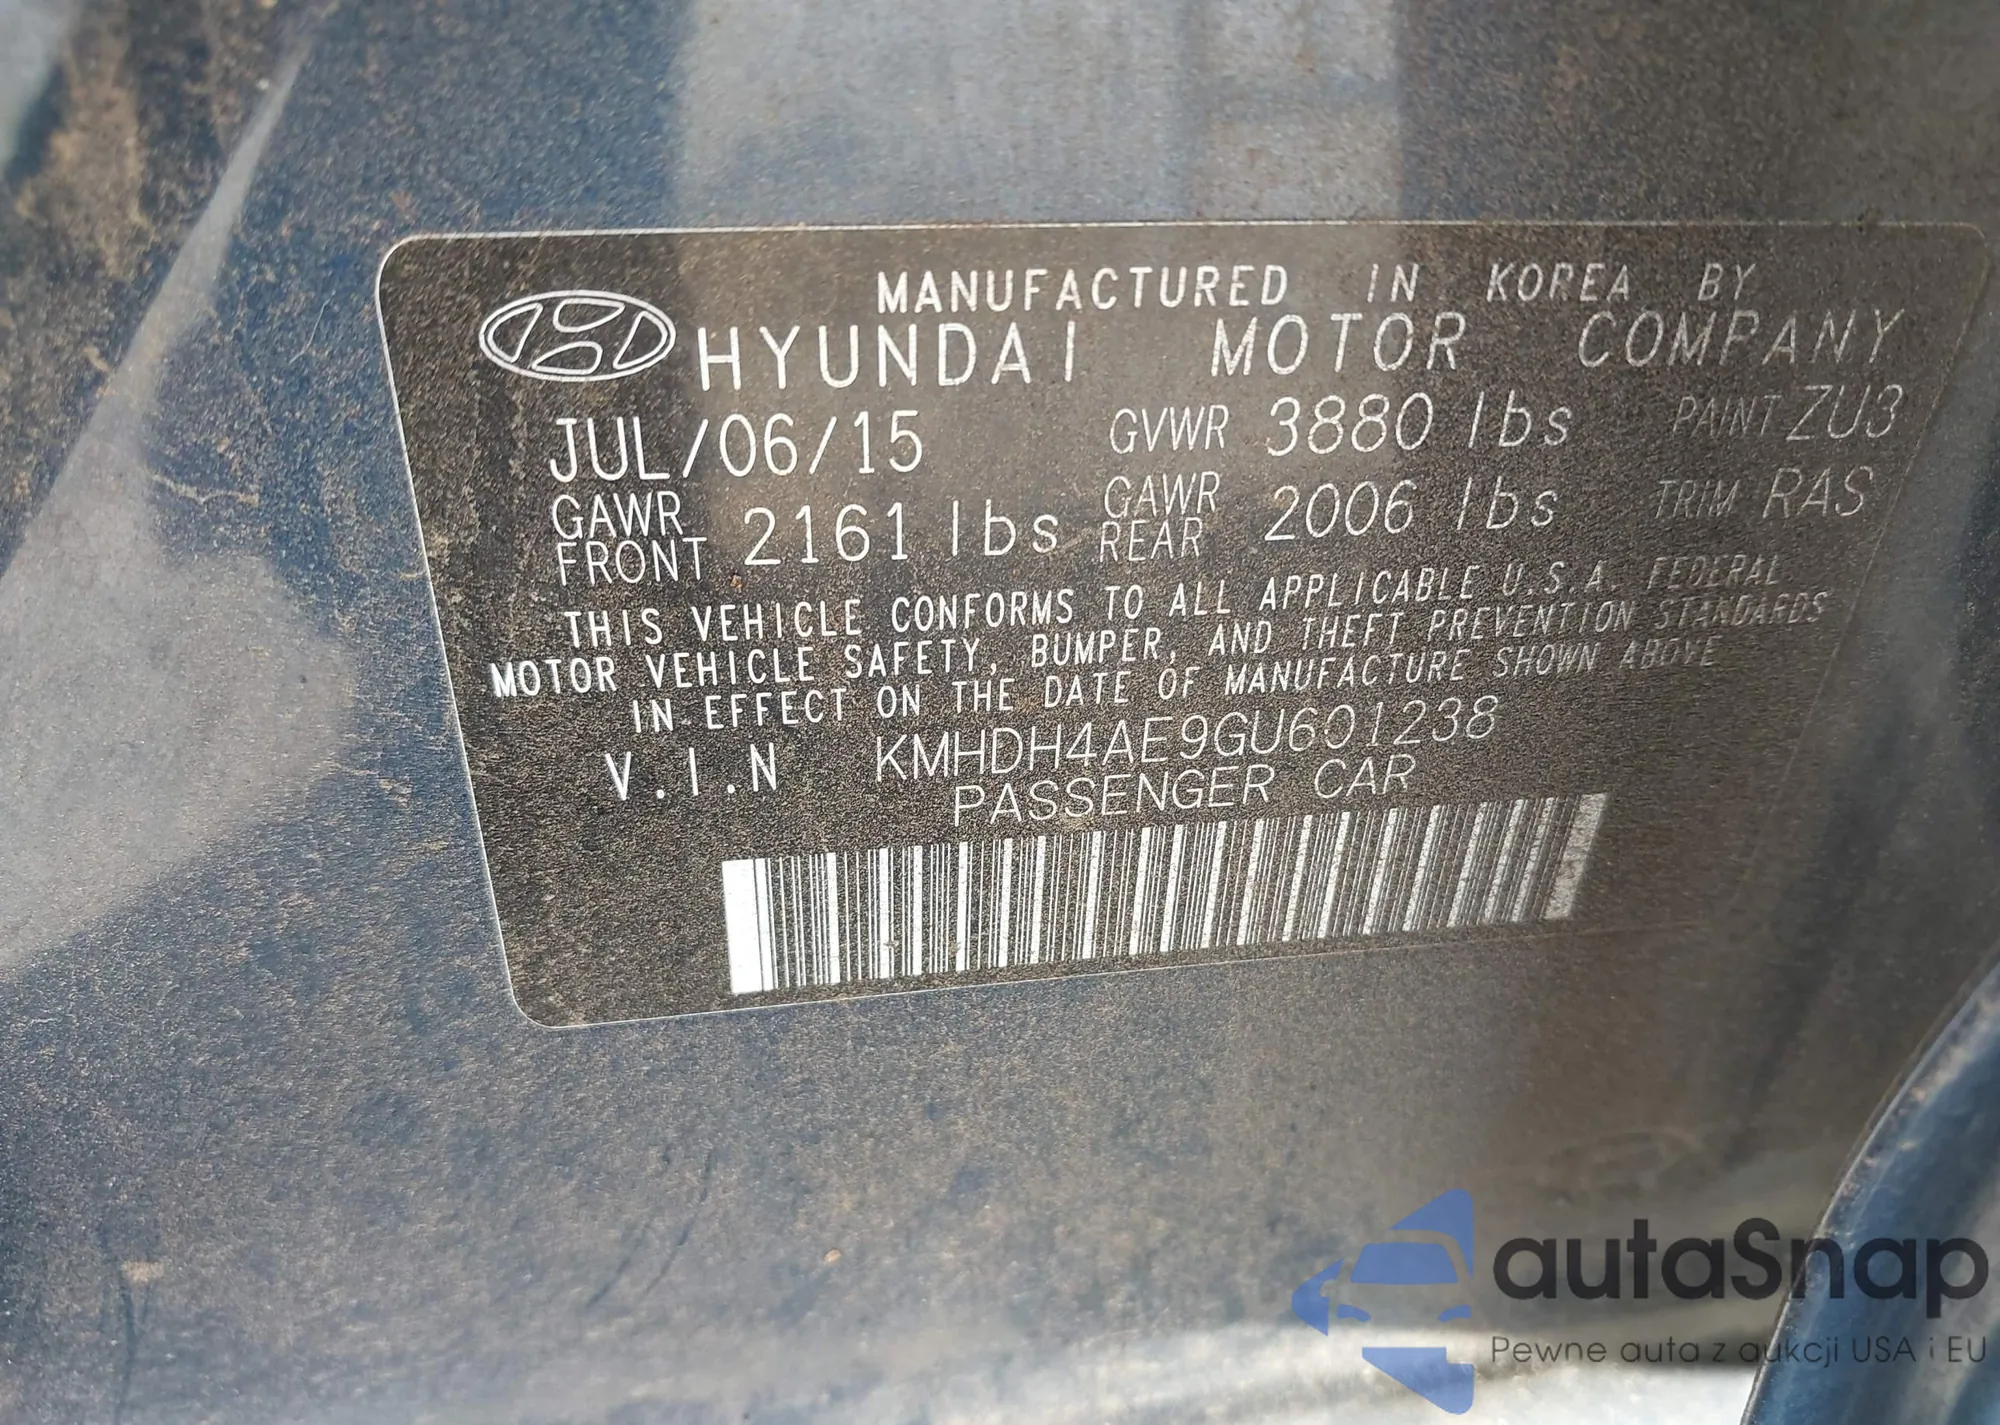 MANUFACTURED IN KOREA BY
HYUNDAI MOTOR COMPANY
JUL/06/15 GVWR 3880 lbs PAINT ZU3
GAWR FRONT 2161 lbs GAWR REAR 2006 lbs TRIM RAS
THIS VEHICLE CONFORMS TO ALL APPLICABLE U.S.A. FEDERAL
MOTOR VEHICLE SAFETY, BUMPER, AND THEFT PREVENTION STANDARDS
IN EFFECT ON THE DATE OF MANUFACTURE SHOWN ABOVE
V.I.N KMHDH4AE9GU601238
PASSENGER CAR
autaSnap
Pewne auta z aukcji USA i EU